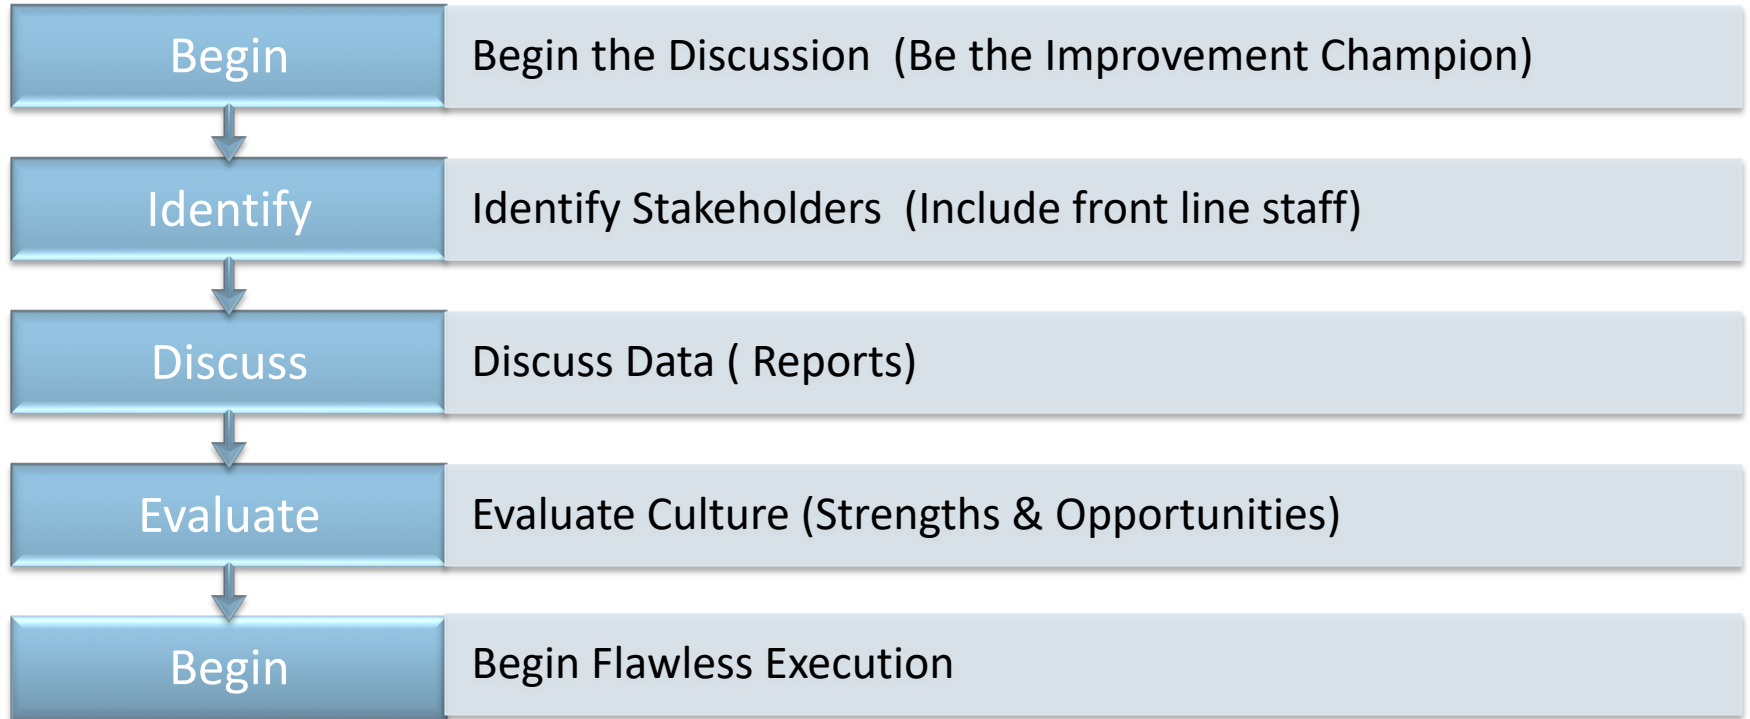 Begin
Begin the Discussion  (Be the Improvement Champion)
Identify
Identify Stakeholders  (Include front line staff)
Discuss
Discuss Data ( Reports)
Evaluate
Evaluate Culture (Strengths & Opportunities)
Begin
Begin Flawless Execution